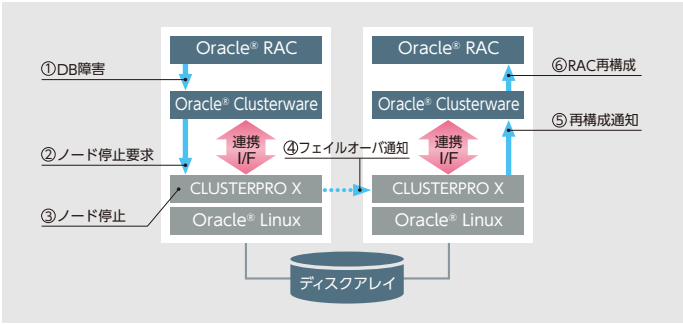 Oracle® RAC
Oracle® RAC
①DB障害
⑥RAC再構成
Oracle® Clusterware
Oracle® Clusterware
⑤再構成通知
連携
I/F
連携
I/F
④フェイルオーバ通知
②ノード停止要求
CLUSTERPRO X
CLUSTERPRO X
③ノード停止
Oracle® Linux
Oracle® Linux
ディスクアレイ